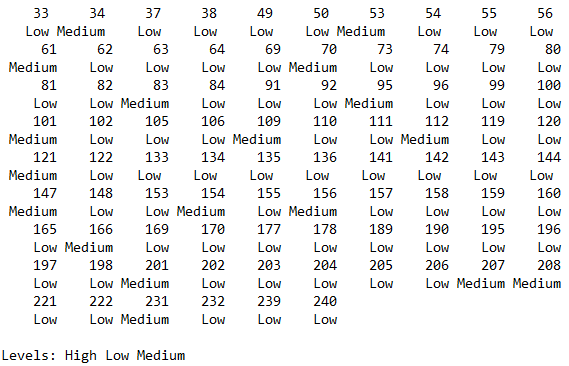 33 34 37 38 49 50 53 54 55 56
Low Medium Low Low Low Low Medium Low Low Low
61 62 63 64 69 70 73 74 79 80
Medium Low Low Low Low Medium Low Low Low Low
81 82 83 84 91 92 95 96 99 100
Low Low Medium Low Low Low Medium Low Low Low
101 102 105 106 109 110 111 112 119 120
Medium Low Low Low Medium Low Low Medium Low Low
121 122 133 134 135 136 141 142 143 144
Medium Low Low Low Low Low Low Low Low Low
147 148 153 154 155 156 157 158 159 160
Medium Low Low Medium Low Medium Low Low Low Low
165 166 169 170 177 178 189 190 195 196
Low Medium Low Low Low Low Low Low Low Low
197 198 201 202 203 204 205 206 207 208
Low Low Medium Low Low Low Low Low Medium Medium
221 222 231 232 239 240
Low Low Medium Low Low Low
Levels: High Low Medium